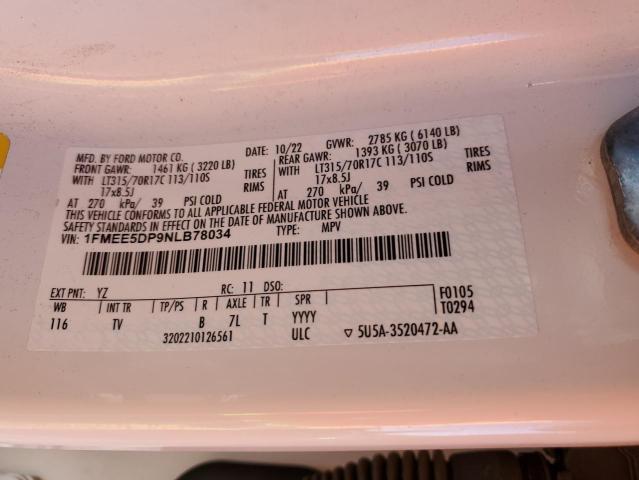 MFD. BY FORD MOTOR CO. DATE: 10/22 GVWR: 2785 KG ( 6140 LB)
FRONT GAWR: 1461 KG ( 3220 LB) REAR GAWR: 1393 KG ( 3070 LB)
WITH LT315/70R17C 113/110S TIRES WITH LT315/70R17C 113/110S TIRES
17x8.5J RIMS 17x8.5J RIMS
AT 270 kPa/ 39 PSI COLD AT 270 kPa/ 39 PSI COLD
THIS VEHICLE CONFORMS TO ALL APPLICABLE FEDERAL MOTOR VEHICLE
SAFETY STANDARDS IN EFFECT ON THE DATE OF MANUFACTURE SHOWN ABOVE.
VIN: 1FMEE5DP9NLB78034 TYPE: MPV
EXT PNT: YZ RC: 11 DSO:
WB INT TR TP/PS R AXLE TR SPR F0105
116 TV B 7L T YYYY T0294
3202210126561 ULC ▽ 5U5A-3520472-AA